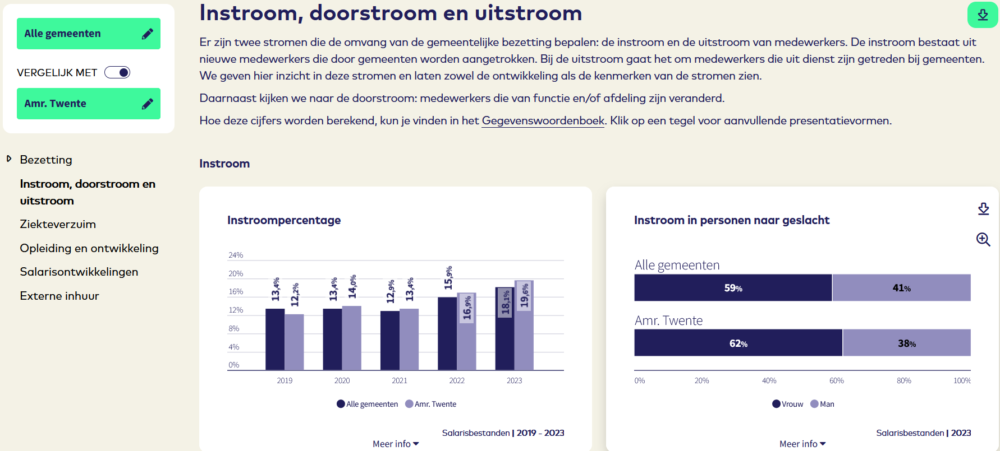 Alle gemeenten
VERGELIJK MET
Amr. Twente
Bezetting
Instroom, doorstroom en
uitstroom
Ziekteverzuim
Opleiding en ontwikkeling
Salarisontwikkelingen
Externe inhuur
Instroom, doorstroom en uitstroom
Er zijn twee stromen die de omvang van de gemeentelijke bezetting bepalen: de instroom en de uitstroom van medewerkers. De instroom bestaat uit
nieuwe medewerkers die door gemeenten worden aangetrokken. Bij de uitstroom gaat het om medewerkers die uit dienst zijn getreden bij gemeenten.
We geven hier inzicht in deze stromen en laten zowel de ontwikkeling als de kenmerken van de stromen zien.
Daarnaast kijken we naar de doorstroom: medewerkers die van functie en/of afdeling zijn veranderd.
Hoe deze cijfers worden berekend, kun je vinden in het Gegevenswoordenboek. Klik op een tegel voor aanvullende presentatievormen.
Instroom
Instroompercentage
24%
20%
16%
12%
8%
4%
0%
13,4%
12,2%
13,4%
14,0%
12,9%
13,4%
15,9%
16,9%
18,1%
19,6%
2019 2020 2021 2022 2023
Alle gemeenten Amr. Twente
Salarisbestanden | 2019 - 2023
Meer info
Instroom in personen naar geslacht
Alle gemeenten
59% 41%
Amr. Twente
62% 38%
0% 20% 40% 60% 80% 100%
Vrouw Man
Salarisbestanden | 2023
Meer info